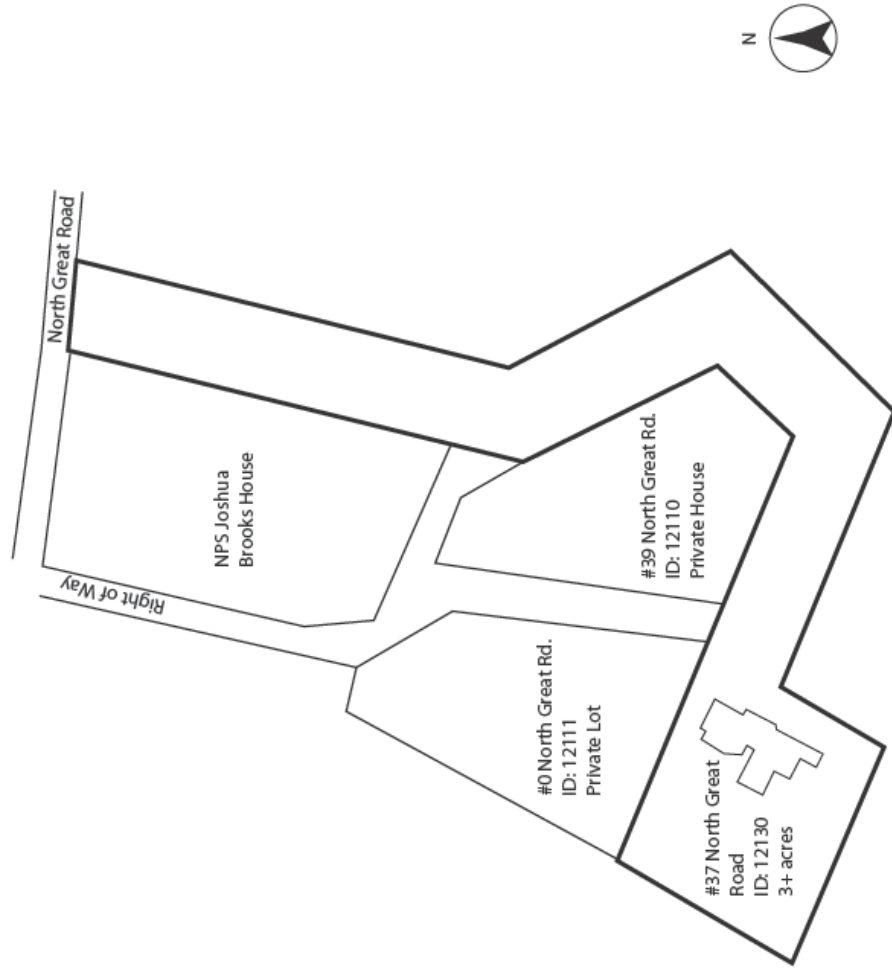 N
North Great Road
Right of Way
NPS Joshua
Brooks House
#39 North Great Rd.
ID: 12110
Private House
#0 North Great Rd.
ID: 12111
Private Lot
#37 North Great
Road
ID: 12130
3+ acres